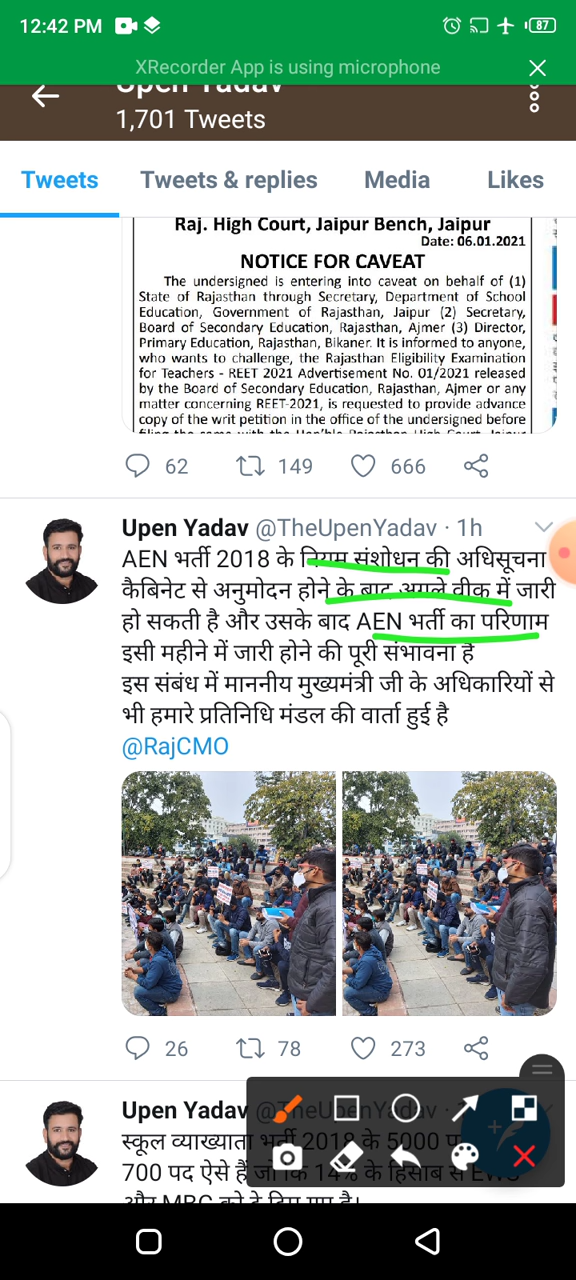 12:42 PM
87
XRecorder App is using microphone
Upen Yadav
1,701 Tweets
Tweets
Tweets & replies
Media
Likes
Raj. High Court, Jaipur Bench, Jaipur
Date: 06.01.2021
NOTICE FOR CAVEAT
The undersigned is entering into caveat on behalf of (1)
State of Rajasthan through Secretary, Department of School
Education, Government of Rajasthan, Jaipur (2) Secretary,
Board of Secondary Education, Rajasthan, Ajmer (3) Director,
Primary Education, Rajasthan, Bikaner. It is informed to anyone,
who wants to challenge, the Rajasthan Eligibility Examination
for Teachers - REET 2021 Advertisement No. 01/2021 released
by the Board of Secondary Education, Rajasthan, Ajmer or any
matter concerning REET-2021, is requested to provide advance
copy of the writ petition in the office of the undersigned before
62 149 666
Upen Yadav @TheUpenYadav · 1h
AEN भर्ती 2018 के नियम संशोधन की अधिसूचना
कैबिनेट से अनुमोदन होने के बाद अगले वीक में जारी
हो सकती है और उसके बाद AEN भर्ती का परिणाम
इसी महीने में जारी होने की पूरी संभावना है
इस संबंध में माननीय मुख्यमंत्री जी के अधिकारियों से
भी हमारे प्रतिनिधि मंडल की वार्ता हुई है
@RajCMO
26 78 273
Upen Yadav @TheUpenYadav
स्कूल व्याख्याता भर्ती 2018 के 5000
700 पद ऐसे हैं जो कि 14% के हिसाब से EWS
और MBC को दे दिए गए है।